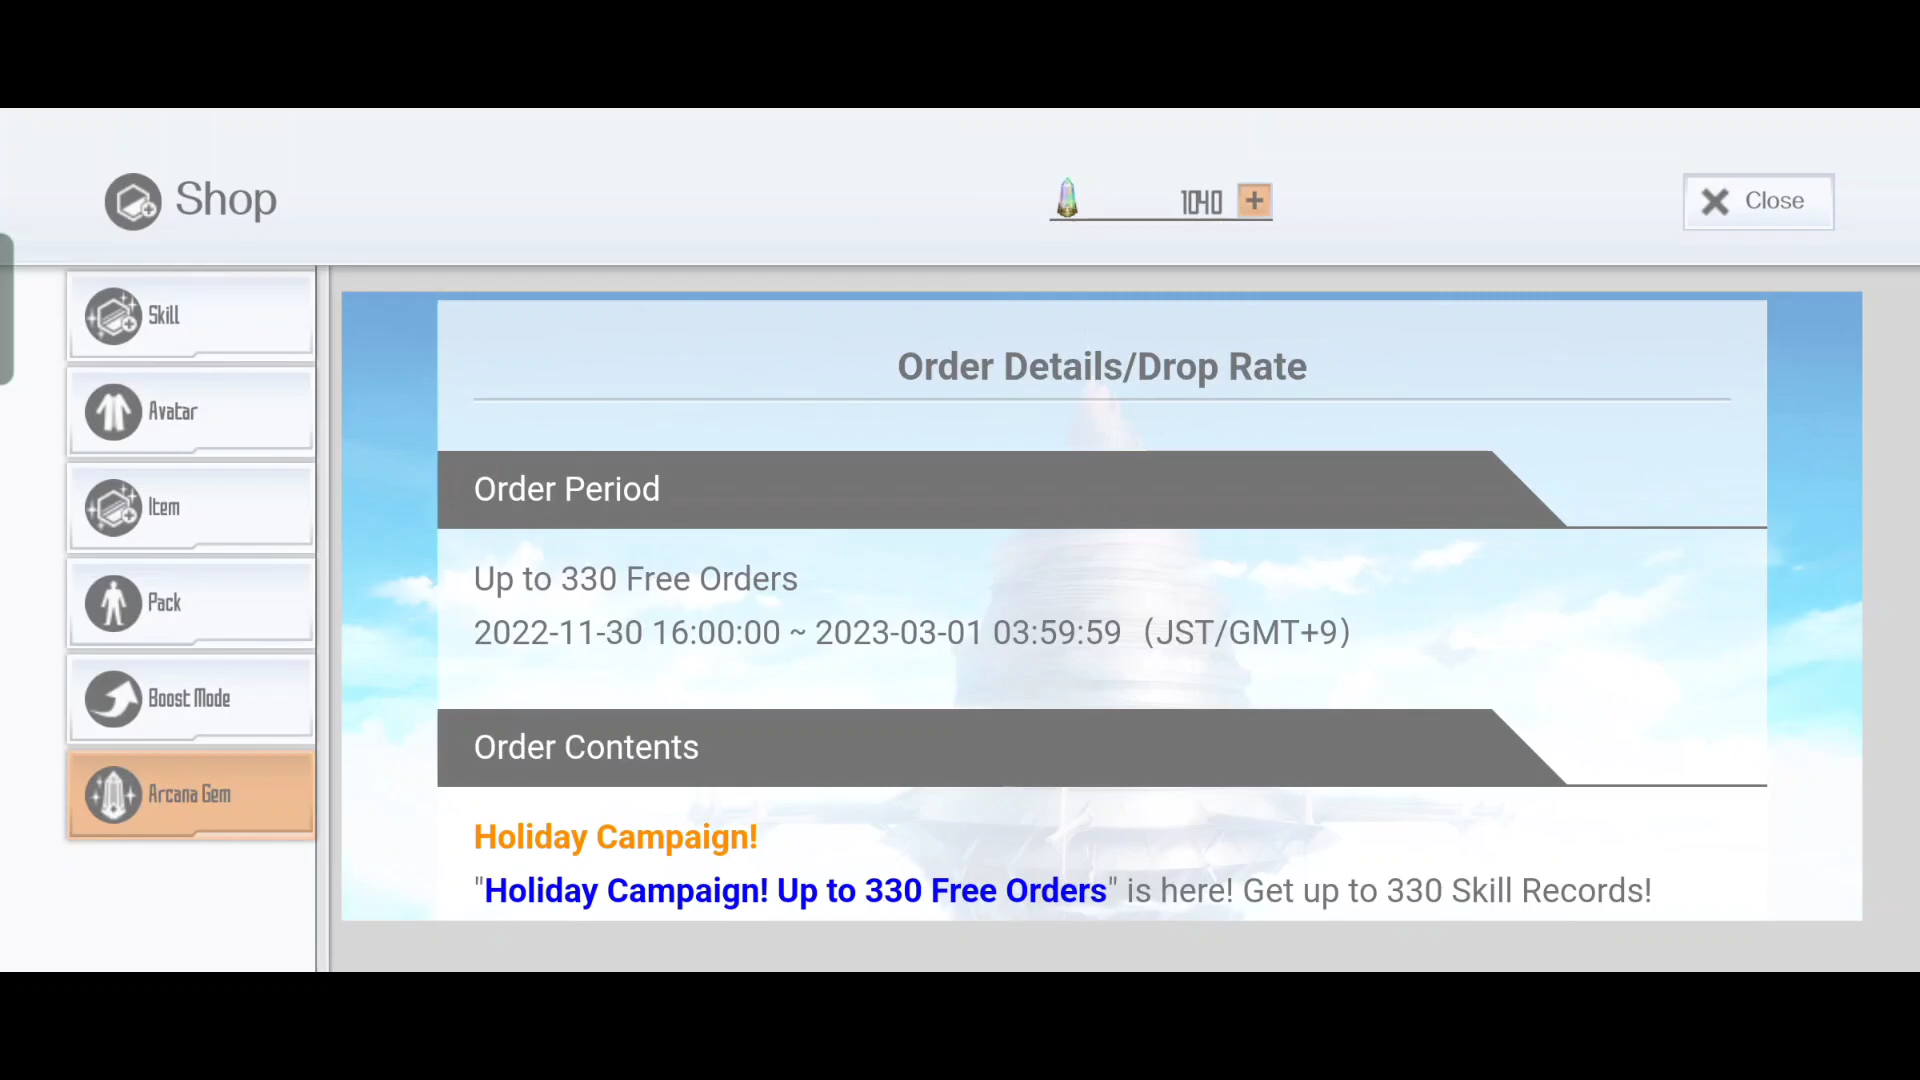 Shop
1040
Close
Skill
Avatar
Item
Pack
Boost Mode
Arcana Gem
Order Details/Drop Rate
Order Period
Up to 330 Free Orders
2022-11-30 16:00:00 ~ 2023-03-01 03:59:59 (JST/GMT+9)
Order Contents
Holiday Campaign!
"Holiday Campaign! Up to 330 Free Orders" is here! Get up to 330 Skill Records!